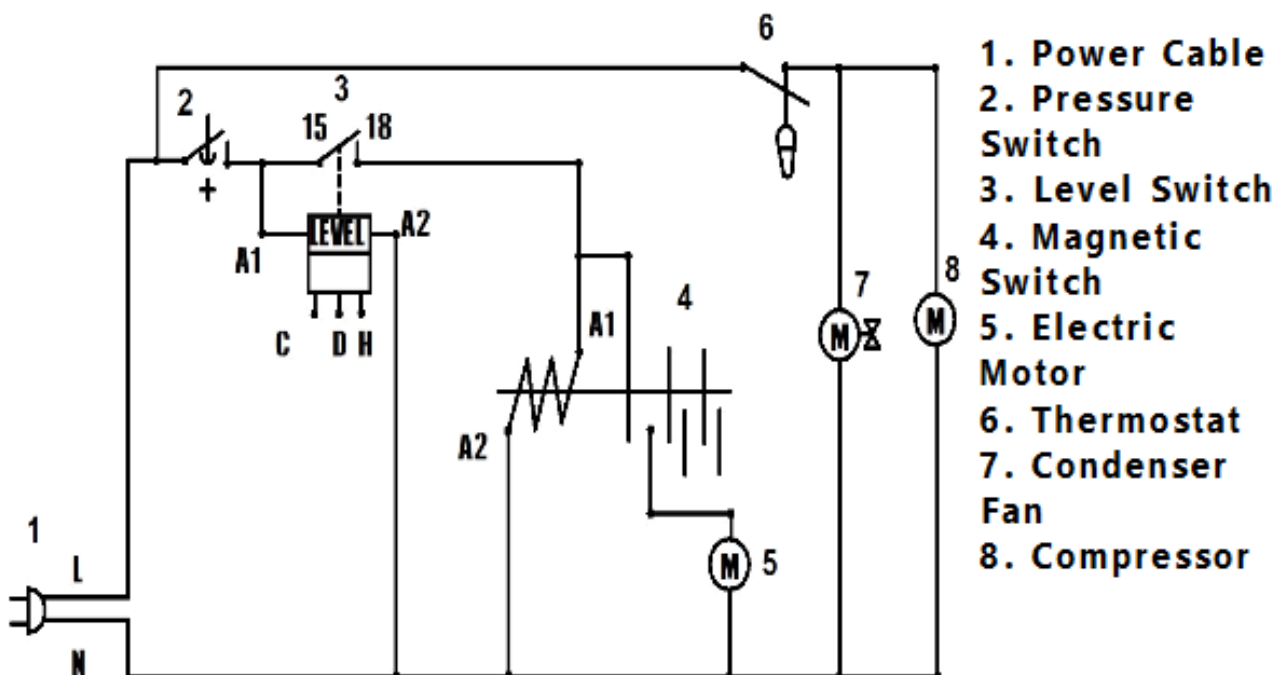 6
2
3
15 18
+
LEVEL
A1
A2
C D H
4
A1
A2
7
8
M
M
1
L
N
M 5
1. Power Cable
2. Pressure
Switch
3. Level Switch
4. Magnetic
Switch
5. Electric
Motor
6. Thermostat
7. Condenser
Fan
8. Compressor